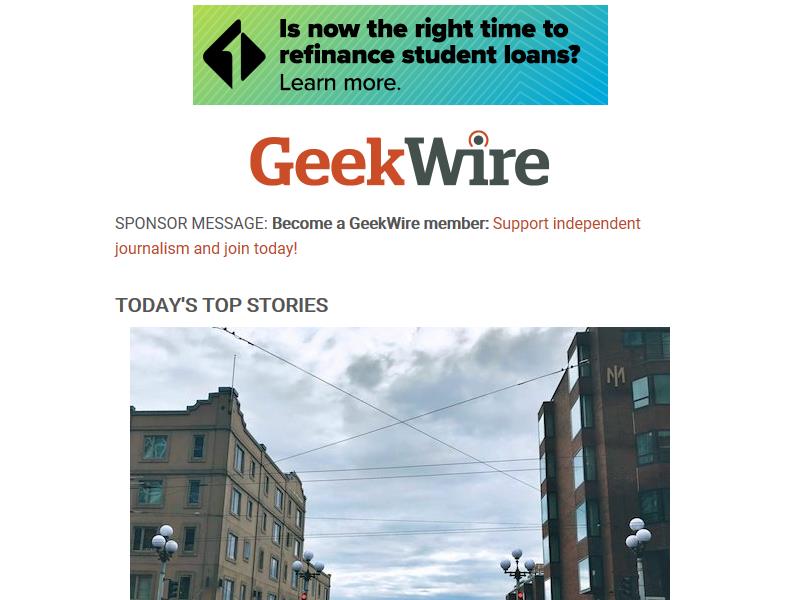 Is now the right time to
refinance student loans?
Learn more.
GeekWire
SPONSOR MESSAGE: Become a GeekWire member: Support independent
journalism and join today!
TODAY'S TOP STORIES